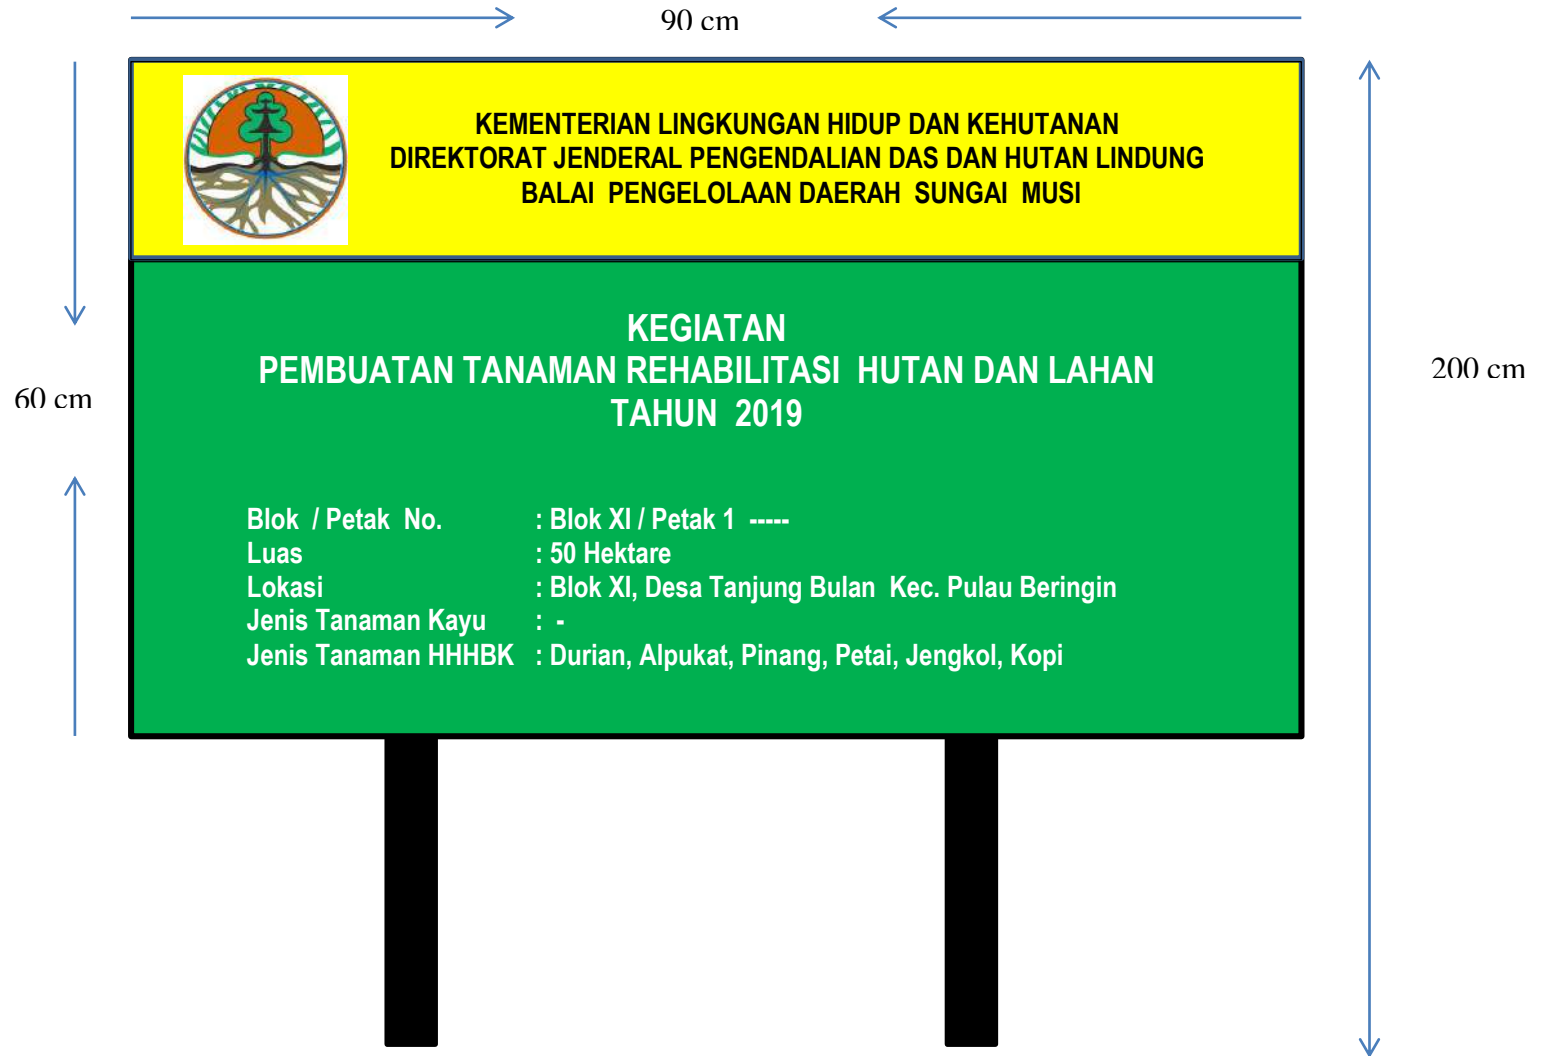 90 cm
KEMENTERIAN LINGKUNGAN HIDUP DAN KEHUTANAN
DIREKTORAT JENDERAL PENGENDALIAN DAS DAN HUTAN LINDUNG
BALAI PENGELOLAAN DAERAH SUNGAI MUSI
KEGIATAN
PEMBUATAN TANAMAN REHABILITASI HUTAN DAN LAHAN
TAHUN 2019
200 cm
60 cm
Blok / Petak No. : Blok XI / Petak 1 -----
Luas : 50 Hektare
Lokasi : Blok XI, Desa Tanjung Bulan Kec. Pulau Beringin
Jenis Tanaman Kayu : -
Jenis Tanaman HHHBK : Durian, Alpukat, Pinang, Petai, Jengkol, Kopi